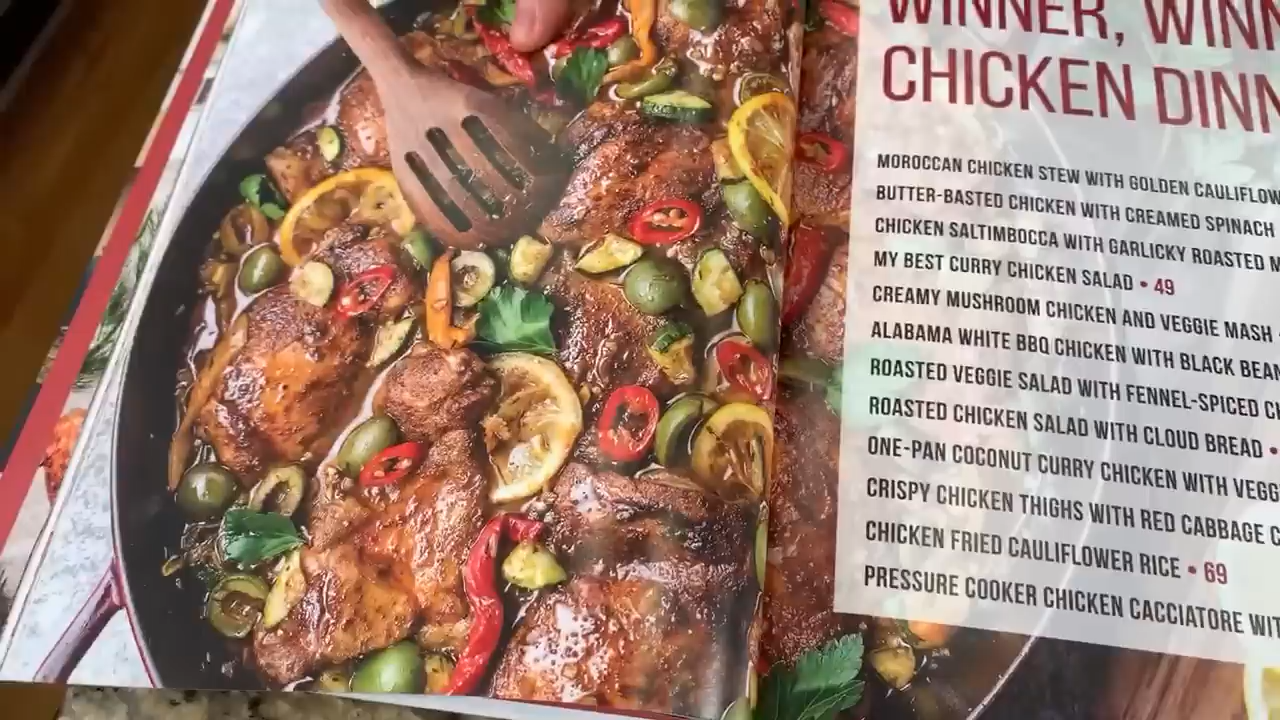 WINNER, WINN
CHICKEN DINN
MOROCCAN CHICKEN STEW WITH GOLDEN CAULIFLOW
BUTTER-BASTED CHICKEN WITH CREAMED SPINACH
CHICKEN SALTIMBOCCA WITH GARLICKY ROASTED M
MY BEST CURRY CHICKEN SALAD • 49
CREAMY MUSHROOM CHICKEN AND VEGGIE MASH
ALABAMA WHITE BBQ CHICKEN WITH BLACK BEAN
ROASTED VEGGIE SALAD WITH FENNEL-SPICED C
ROASTED CHICKEN SALAD WITH CLOUD BREAD •
ONE-PAN COCONUT CURRY CHICKEN WITH VEGG
CRISPY CHICKEN THIGHS WITH RED CABBAGE C
CHICKEN FRIED CAULIFLOWER RICE • 69
PRESSURE COOKER CHICKEN CACCIATORE WIT